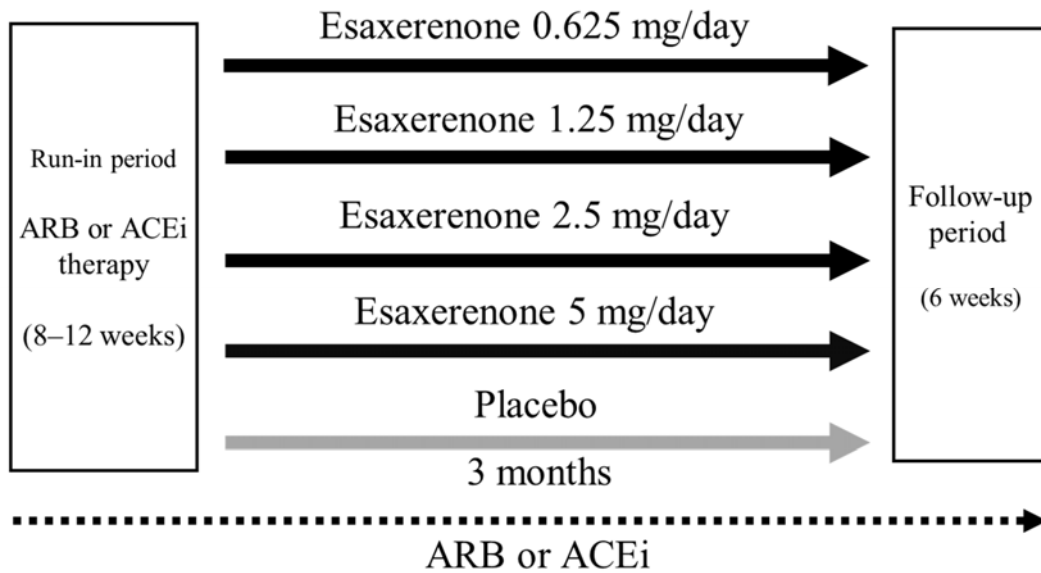 Run-in period
ARB or ACEi
therapy
(8–12 weeks)
Esaxerenone 0.625 mg/day
Esaxerenone 1.25 mg/day
Esaxerenone 2.5 mg/day
Esaxerenone 5 mg/day
Placebo
3 months
Follow-up
period
(6 weeks)
ARB or ACEi